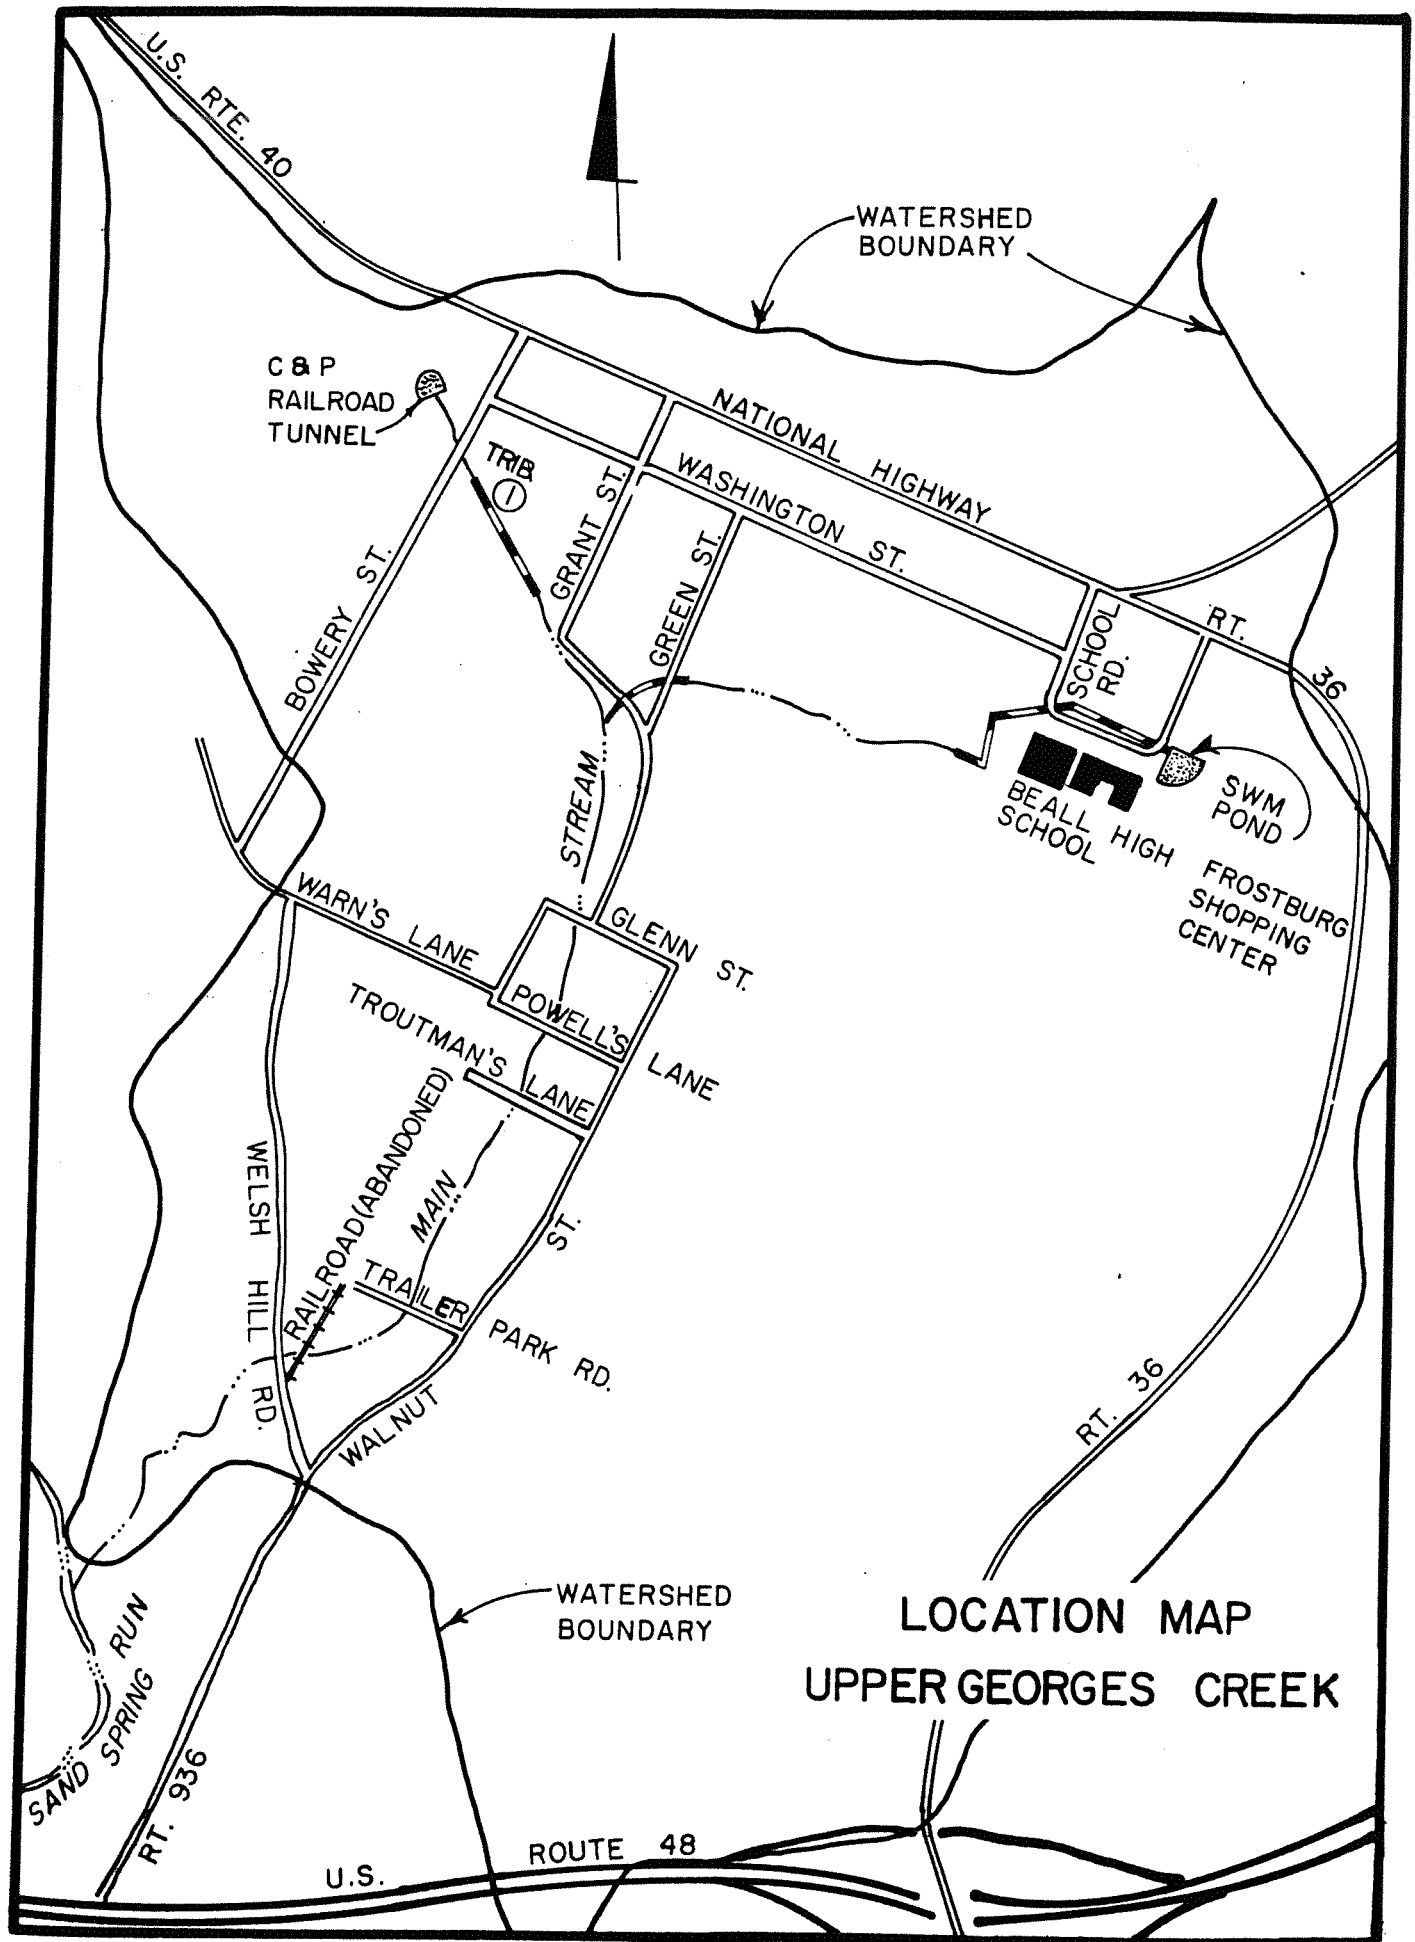 U.S. RTE. 40
WATERSHED
BOUNDARY
C & P
RAILROAD
TUNNEL
TRIB.
1
NATIONAL HIGHWAY
WASHINGTON ST.
GRANT ST.
GREEN ST.
BOWERY ST.
SCHOOL
RD.
RT. 36
SWM
POND
BEALL HIGH
SCHOOL
FROSTBURG
SHOPPING
CENTER
STREAM
WARN'S LANE
GLENN ST.
POWELL'S LANE
TROUTMAN'S LANE
RAILROAD (ABANDONED)
MAIN
WELSH HILL RD.
TRAILER PARK RD.
WALNUT ST.
RT. 36
WATERSHED
BOUNDARY
SAND SPRING RUN
RT. 936
LOCATION MAP
UPPER GEORGES CREEK
U.S. ROUTE 48